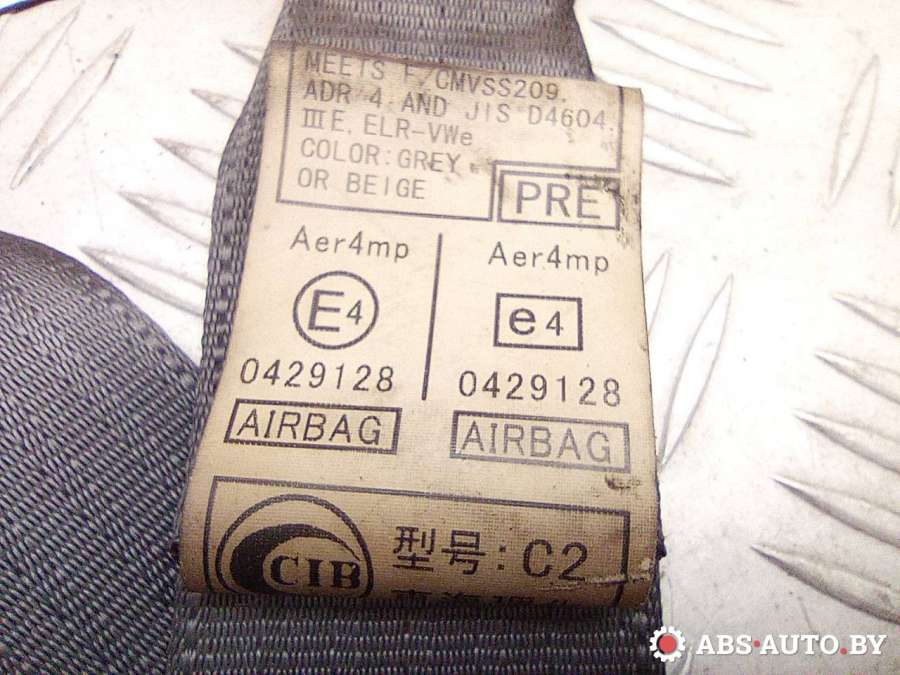 MEETS F/CMVSS209,
ADR 4 AND JIS D4604.
ⅢE, ELR-VWe
COLOR:GREY
OR BEIGE
PRE
Aer4mp
E4
0429128
AIRBAG
Aer4mp
e4
0429128
AIRBAG
CIB
型号:C2
ABS-AUTO.BY